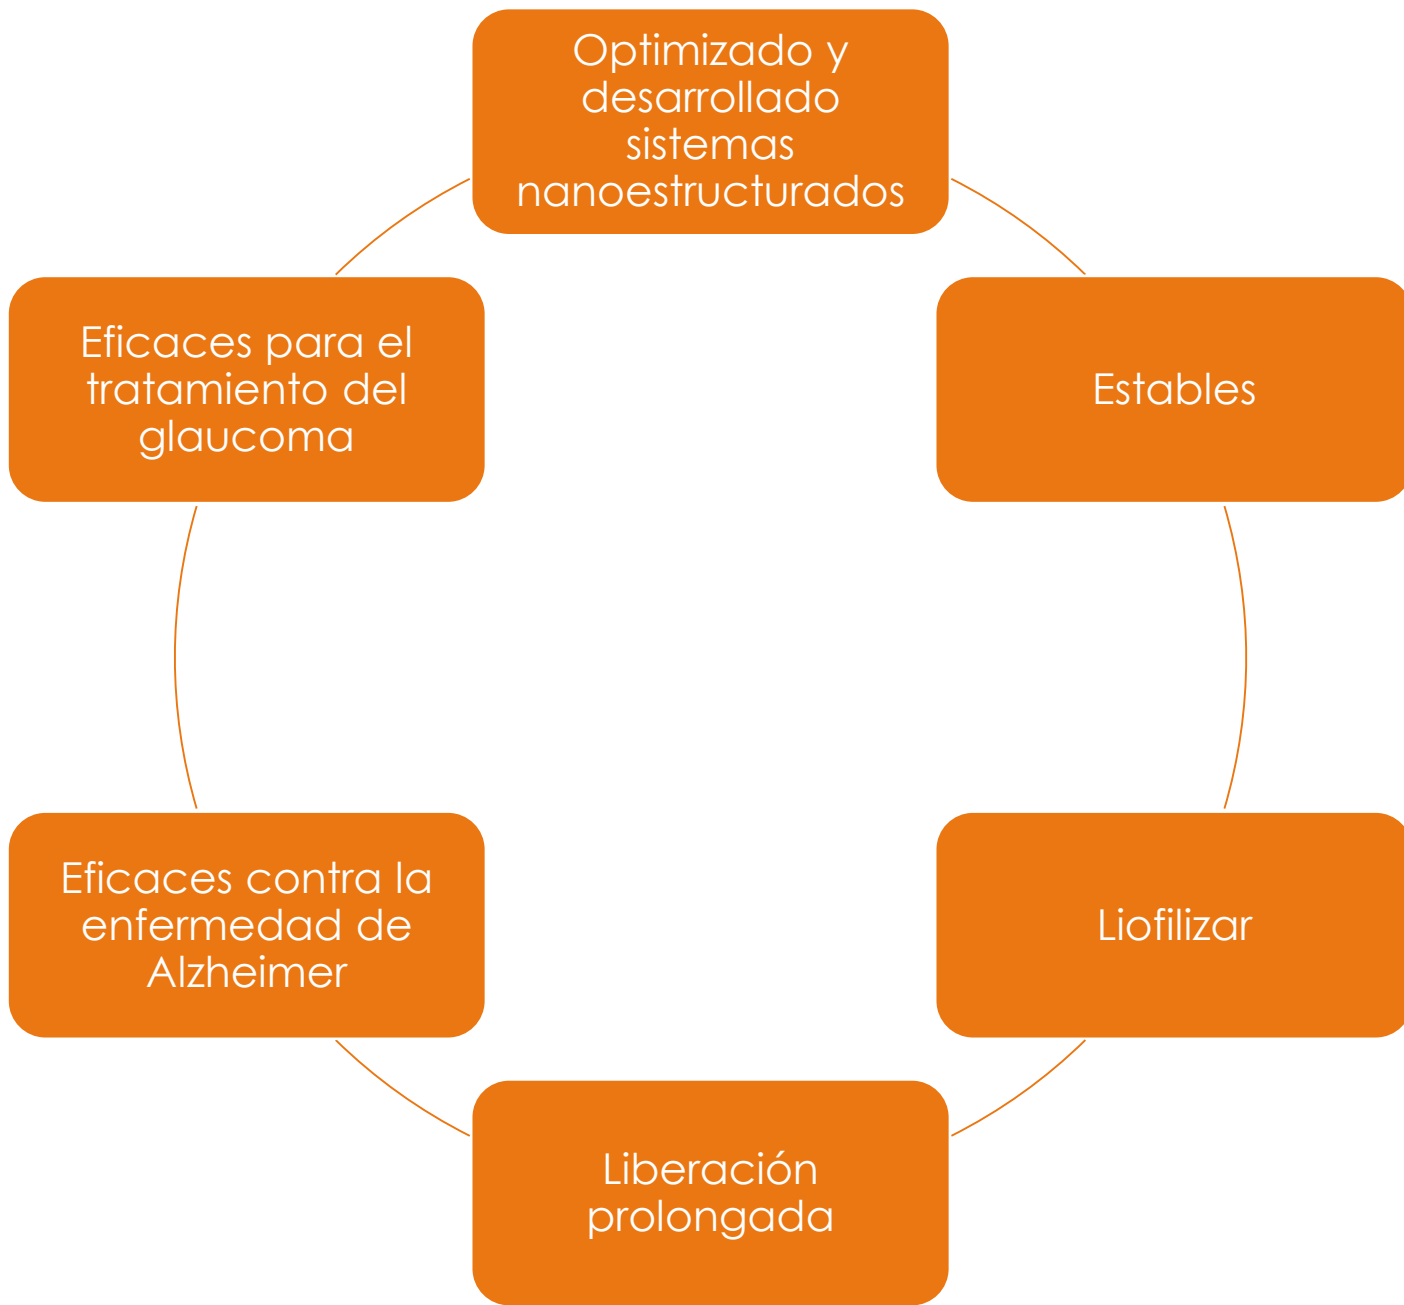 Optimizado y
desarrollado
sistemas
nanoestructurados
Estables
Liofilizar
Liberación
prolongada
Eficaces contra la
enfermedad de
Alzheimer
Eficaces para el
tratamiento del
glaucoma